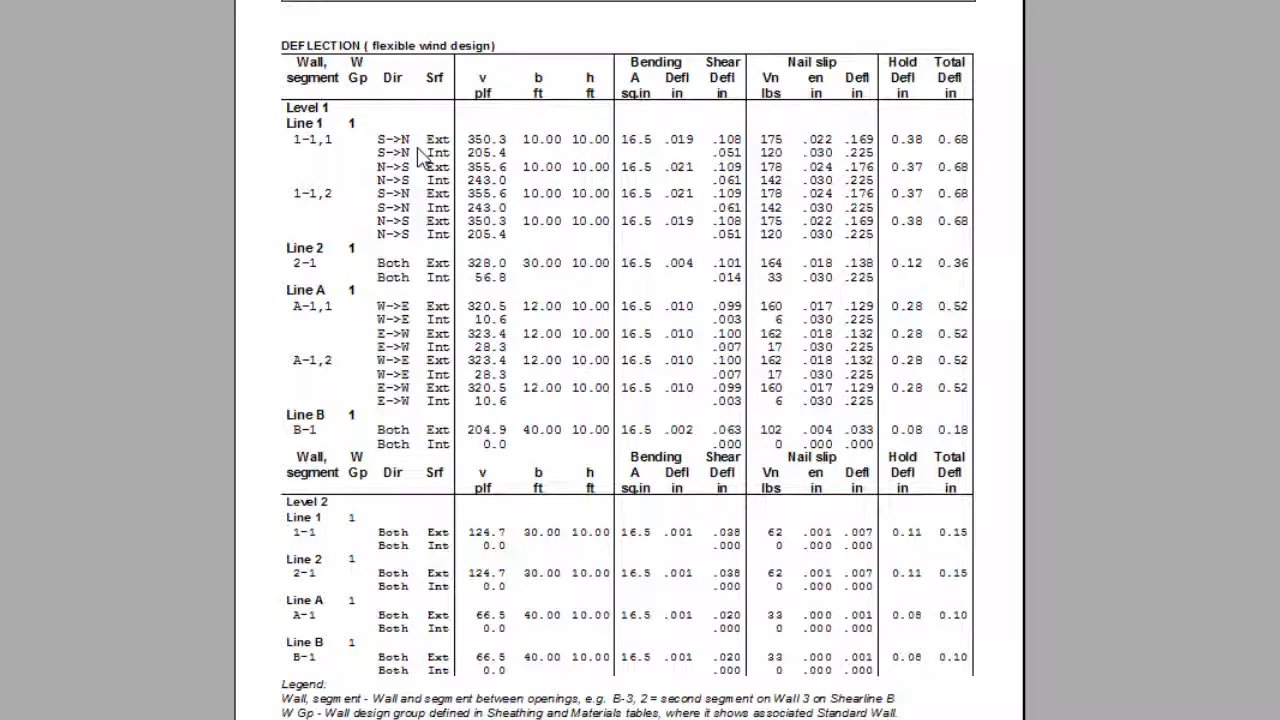 DEFLECTION ( flexible wind design)
Wall, W Bending Shear Nail slip Hold Total
segment Gp Dir Srf v b h A Defl Defl Vn en Defl Defl Defl
plf ft ft sq.in in in lbs in in in in
Level 1
Line 1 1
1-1,1 S->N Ext 350.3 10.00 10.00 16.5 .019 .108 175 .022 .169 0.38 0.68
S->N Int 205.4 .051 120 .030 .225
N->S Ext 355.6 10.00 10.00 16.5 .021 .109 178 .024 .176 0.37 0.68
N->S Int 243.0 .061 142 .030 .225
1-1,2 S->N Ext 355.6 10.00 10.00 16.5 .021 .109 178 .024 .176 0.37 0.68
S->N Int 243.0 .061 142 .030 .225
N->S Ext 350.3 10.00 10.00 16.5 .019 .108 175 .022 .169 0.38 0.68
N->S Int 205.4 .051 120 .030 .225
Line 2 1
2-1 Both Ext 328.0 30.00 10.00 16.5 .004 .101 164 .018 .138 0.12 0.36
Both Int 56.8 .014 33 .030 .225
Line A 1
A-1,1 W->E Ext 320.5 12.00 10.00 16.5 .010 .099 160 .017 .129 0.28 0.52
W->E Int 10.6 .003 6 .030 .225
E->W Ext 323.4 12.00 10.00 16.5 .010 .100 162 .018 .132 0.28 0.52
E->W Int 28.3 .007 17 .030 .225
A-1,2 W->E Ext 323.4 12.00 10.00 16.5 .010 .100 162 .018 .132 0.28 0.52
W->E Int 28.3 .007 17 .030 .225
E->W Ext 320.5 12.00 10.00 16.5 .010 .099 160 .017 .129 0.28 0.52
E->W Int 10.6 .003 6 .030 .225
Line B 1
B-1 Both Ext 204.9 40.00 10.00 16.5 .002 .063 102 .004 .033 0.08 0.18
Both Int 0.0 .000 0 .000 .000
Wall, W Bending Shear Nail slip Hold Total
segment Gp Dir Srf v b h A Defl Defl Vn en Defl Defl Defl
plf ft ft sq.in in in lbs in in in in
Level 2
Line 1 1
1-1 Both Ext 124.7 30.00 10.00 16.5 .001 .038 62 .001 .007 0.11 0.15
Both Int 0.0 .000 0 .000 .000
Line 2 1
2-1 Both Ext 124.7 30.00 10.00 16.5 .001 .038 62 .001 .007 0.11 0.15
Both Int 0.0 .000 0 .000 .000
Line A 1
A-1 Both Ext 66.5 40.00 10.00 16.5 .001 .020 33 .000 .001 0.08 0.10
Both Int 0.0 .000 0 .000 .000
Line B 1
B-1 Both Ext 66.5 40.00 10.00 16.5 .001 .020 33 .000 .001 0.08 0.10
Both Int 0.0 .000 0 .000 .000
Legend:
Wall, segment - Wall and segment between openings, e.g. B-3, 2 = second segment on Wall 3 on Shearline B
W Gp - Wall design group defined in Sheathing and Materials tables, where it shows associated Standard Wall.